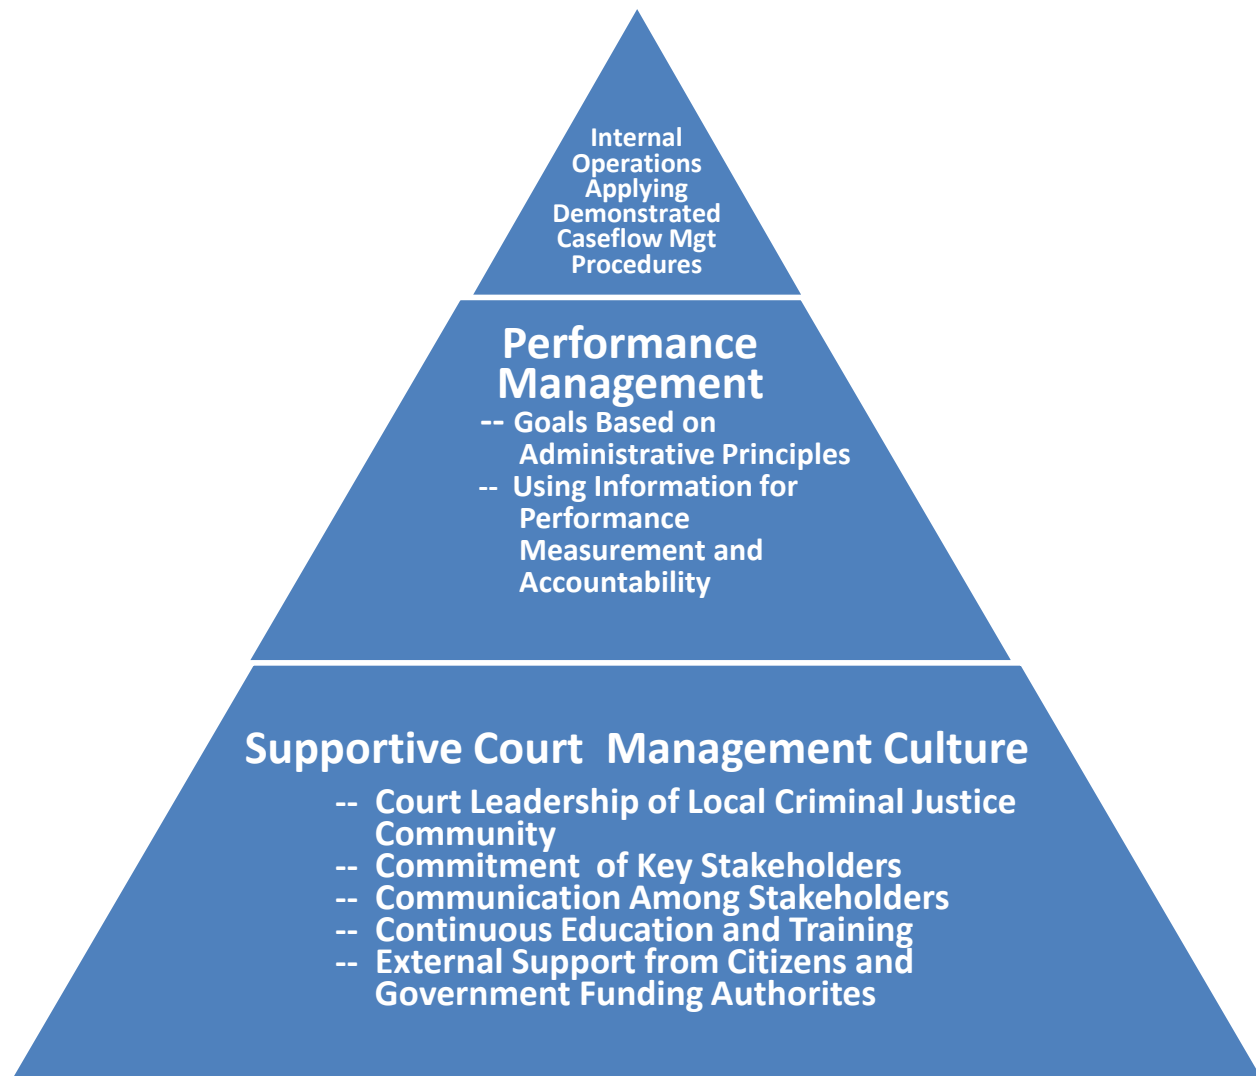 Internal
Operations
Applying
Demonstrated
Caseflow Mgt
Procedures
Performance
Management
-- Goals Based on
Administrative Principles
-- Using Information for
Performance
Measurement and
Accountability
Supportive Court  Management Culture
-- Court Leadership of Local Criminal Justice
Community
-- Commitment  of Key Stakeholders
-- Communication Among Stakeholders
-- Continuous Education and Training
-- External Support from Citizens and
Government Funding Authorites